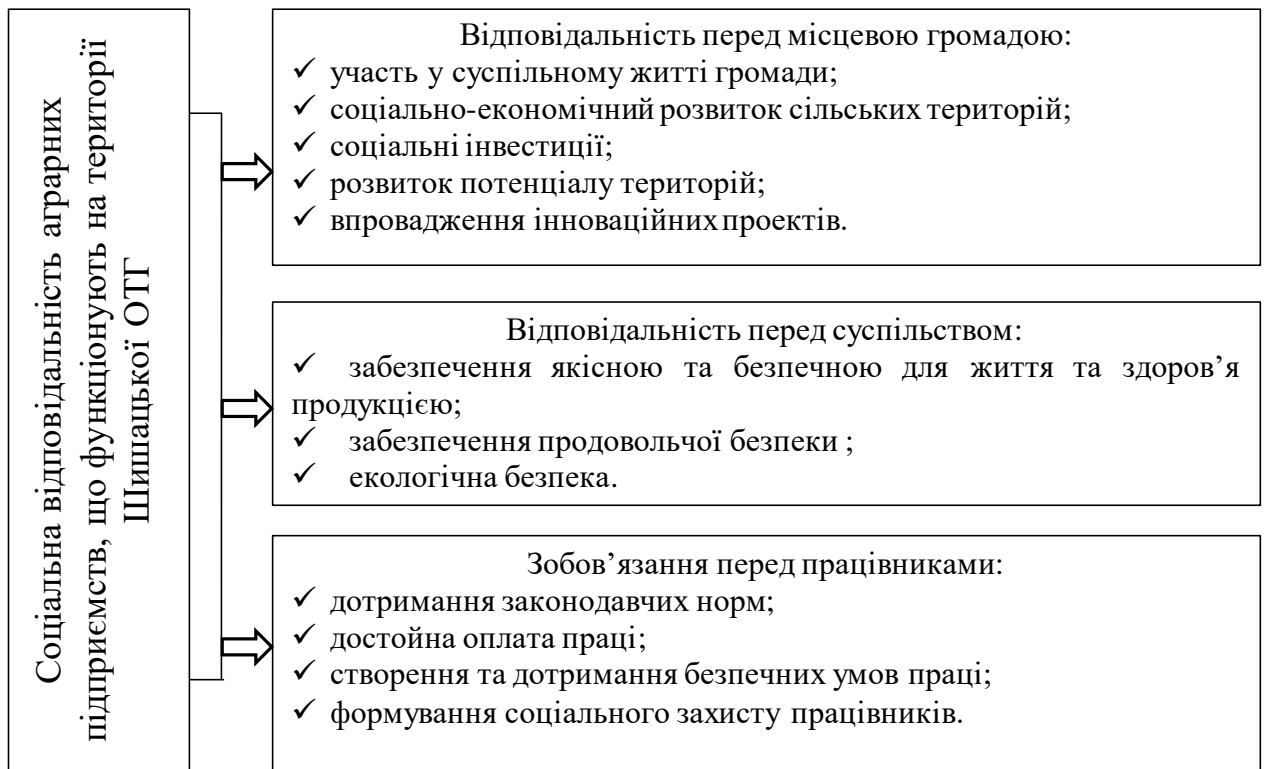 Соціальна відповідальність аграрних
підприємств, що функціонують на території
Шишацької ОТГ
Відповідальність перед місцевою громадою:
✓ участь у суспільному житті громади;
✓ соціально-економічний розвиток сільських територій;
✓ соціальні інвестиції;
✓ розвиток потенціалу територій;
✓ впровадження інноваційних проектів.
Відповідальність перед суспільством:
✓ забезпечення якісною та безпечною для життя та здоров’я
продукцією;
✓ забезпечення продовольчої безпеки ;
✓ екологічна безпека.
Зобов’язання перед працівниками:
✓ дотримання законодавчих норм;
✓ достойна оплата праці;
✓ створення та дотримання безпечних умов праці;
✓ формування соціального захисту працівників.